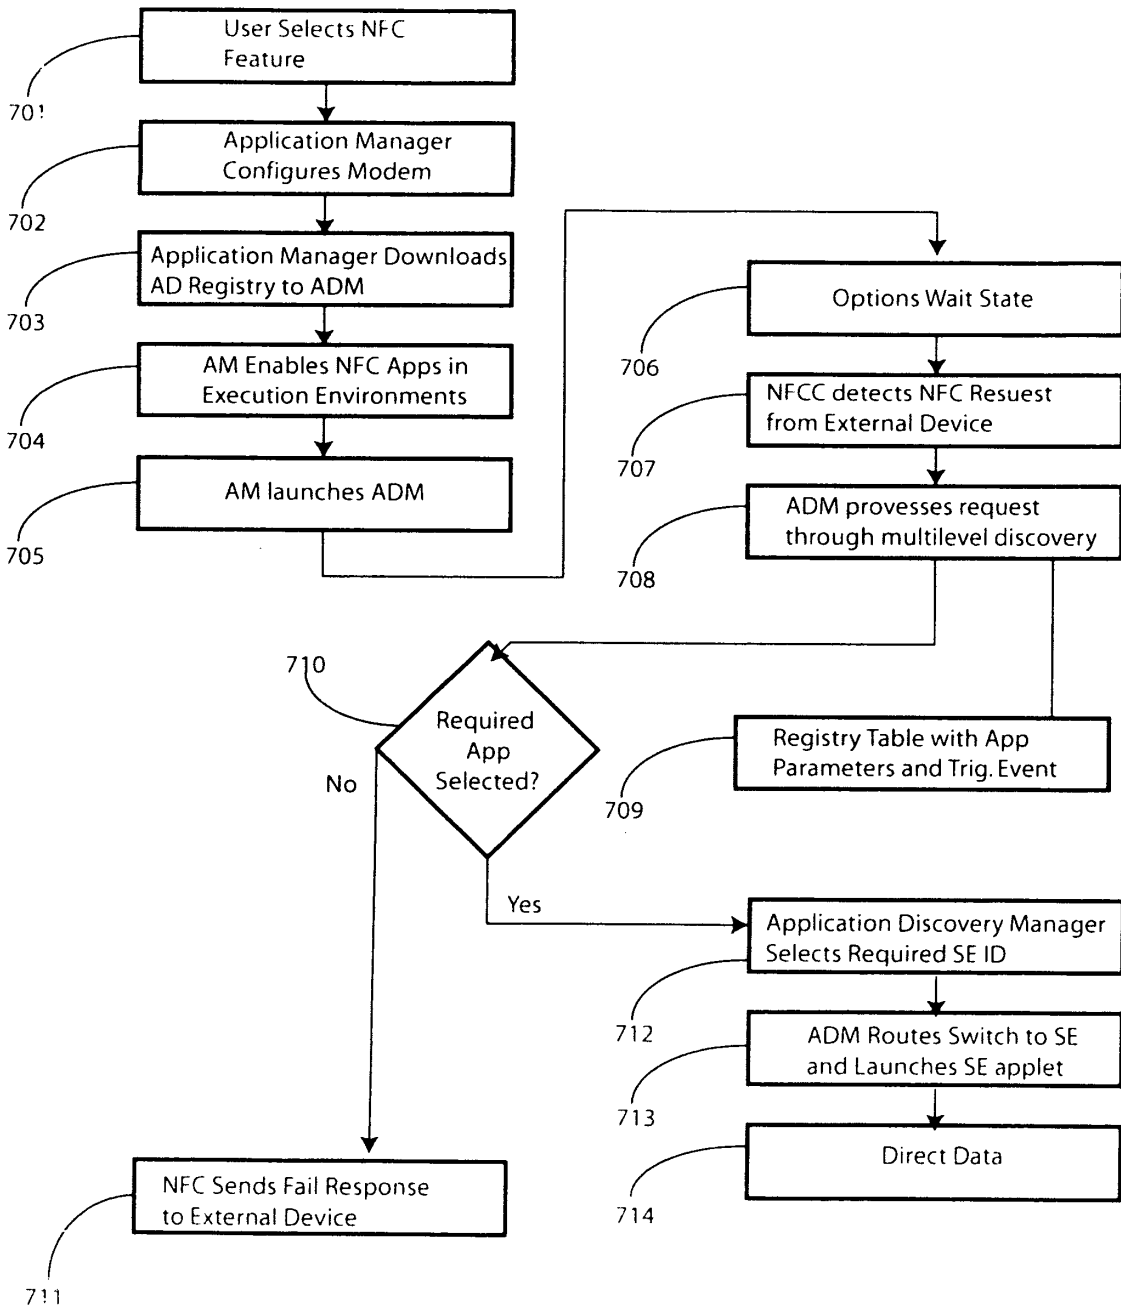 User Selects NFC
Feature
701
Application Manager
Configures Modem
702
Application Manager Downloads
AD Registry to ADM
703
AM Enables NFC Apps in
Execution Environments
704
AM launches ADM
705
Options Wait State
706
NFCC detects NFC Resuest
from External Device
707
ADM provesses request
through multilevel discovery
708
Registry Table with App
Parameters and Trig. Event
709
710
Required
App
Selected?
No
Yes
NFC Sends Fail Response
to External Device
711
Application Discovery Manager
Selects Required SE ID
712
ADM Routes Switch to SE
and Launches SE applet
713
Direct Data
714